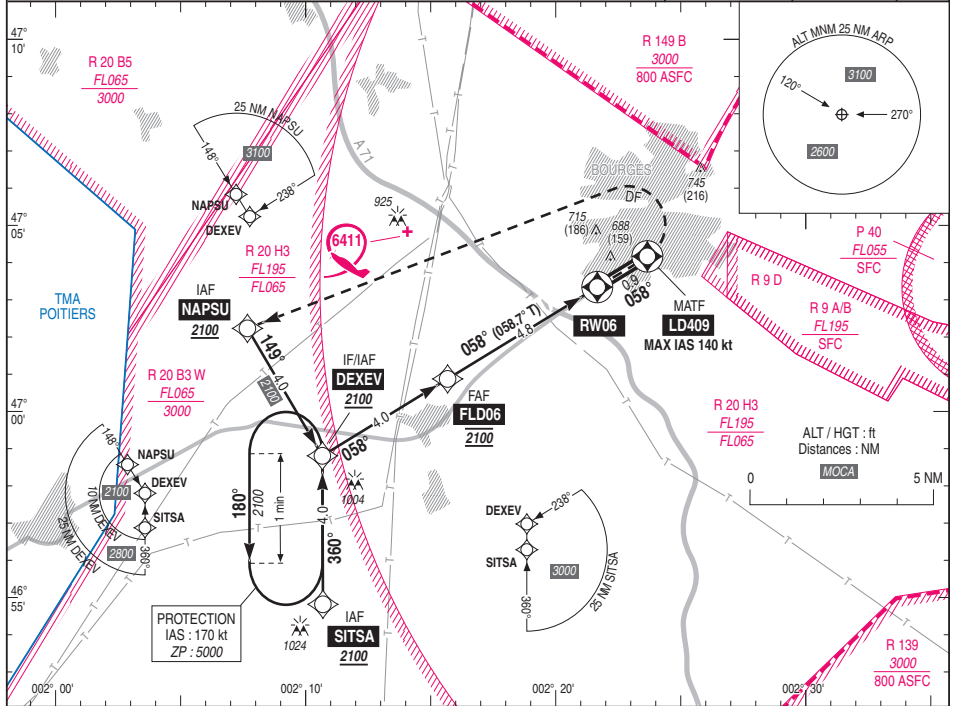 47°
10'
R 20 B5
FL065
3000
R 149 B
3000
800 ASFC
ALT MNM 25 NM ARP
3100
120°
270°
2600
25 NM NAPSU
3100
148°
238°
NAPSU
DEXEV
A71
BOURGES
745
(216)
DF
925
715
(186)
688
(159)
47°
05'
6411
R 20 H3
FL195
FL065
P 40
FL055
SFC
R 9 D
R 9 A/B
FL195
SFC
TMA
POITIERS
IAF
NAPSU
2100
0.9
058°
RW06
MATF
LD409
MAX IAS 140 kt
149°
4.0
2100
058° (058.7° T)
4.8
IF/IAF
DEXEV
2100
R 20 B3 W
FL065
3000
FAF
FLD06
2100
4.0
058°
47°
00'
R 20 H3
FL195
FL065
ALT / HGT : ft
Distances : NM
MOCA
0
5 NM
148°
NAPSU
DEXEV
SITSA
2100
10 NM DEXEV
25 NM DEXEV
2800
360°
180°
2100
1 min
4.0
360°
1004
DEXEV
238°
SITSA
3000
360°
25 NM SITSA
46°
55'
PROTECTION
IAS : 170 kt
ZP : 5000
1024
IAF
SITSA
2100
R 139
3000
800 ASFC
002° 00'
002° 10'
002° 20'
002° 30'
T
T
T
T
T
T
T
T
T
T
T
T